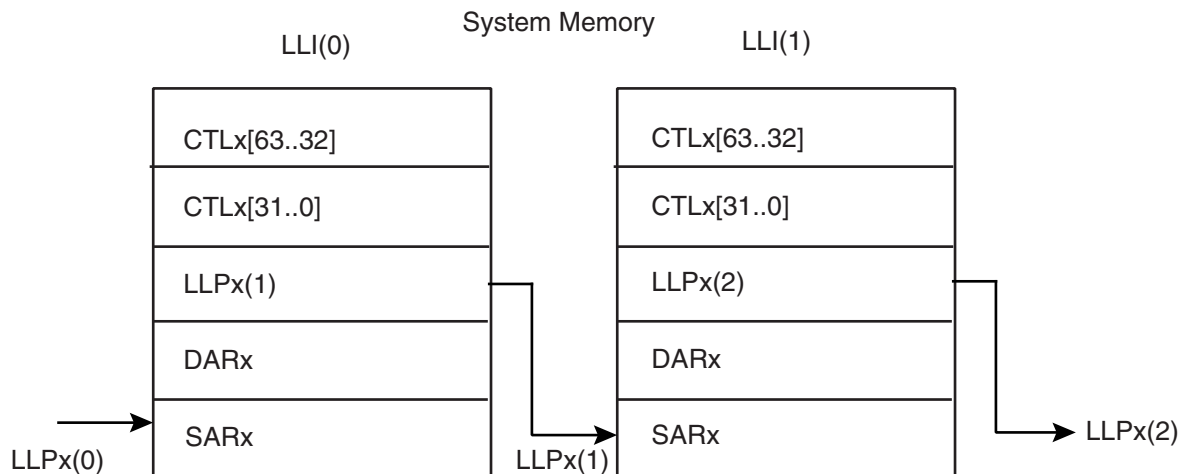 System Memory
LLI(0)
LLI(1)
CTLx[63..32]
CTLx[63..32]
CTLx[31..0]
CTLx[31..0]
LLPx(1)
LLPx(2)
DARx
DARx
SARx
SARx
LLPx(0)
LLPx(1)
LLPx(2)